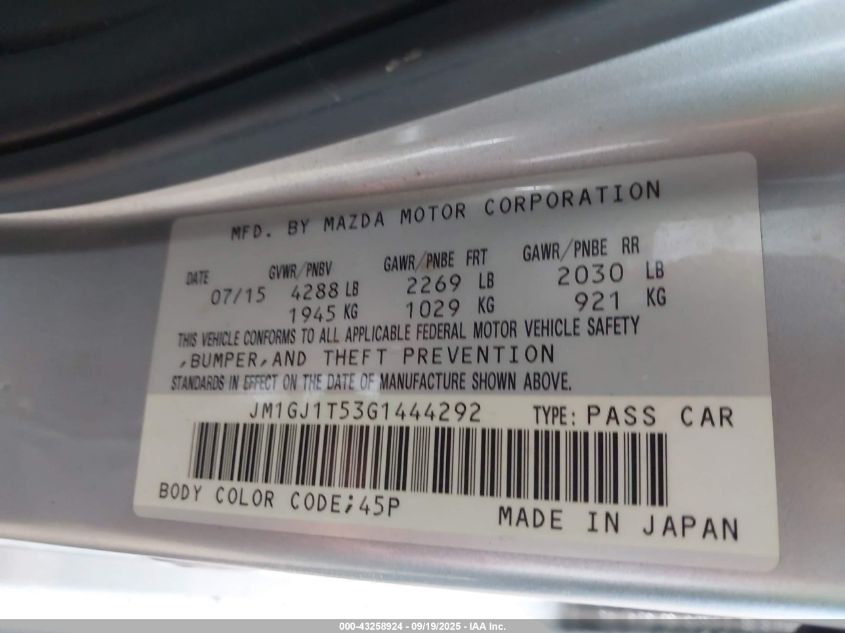 MFD. BY MAZDA MOTOR CORPORATION
DATE GVWR/PNBV GAWR/PNBE FRT GAWR/PNBE RR
07/15 4288 LB 2269 LB 2030 LB
1945 KG 1029 KG 921 KG
THIS VEHICLE CONFORMS TO ALL APPLICABLE FEDERAL MOTOR VEHICLE SAFETY
,BUMPER,AND THEFT PREVENTION
STANDARDS IN EFFECT ON THE DATE OF MANUFACTURE SHOWN ABOVE.
JM1GJ1T53G1444292 TYPE: PASS CAR
BODY COLOR CODE;45P
MADE IN JAPAN
000-43258924 - 09/19/2025 - IAA Inc.